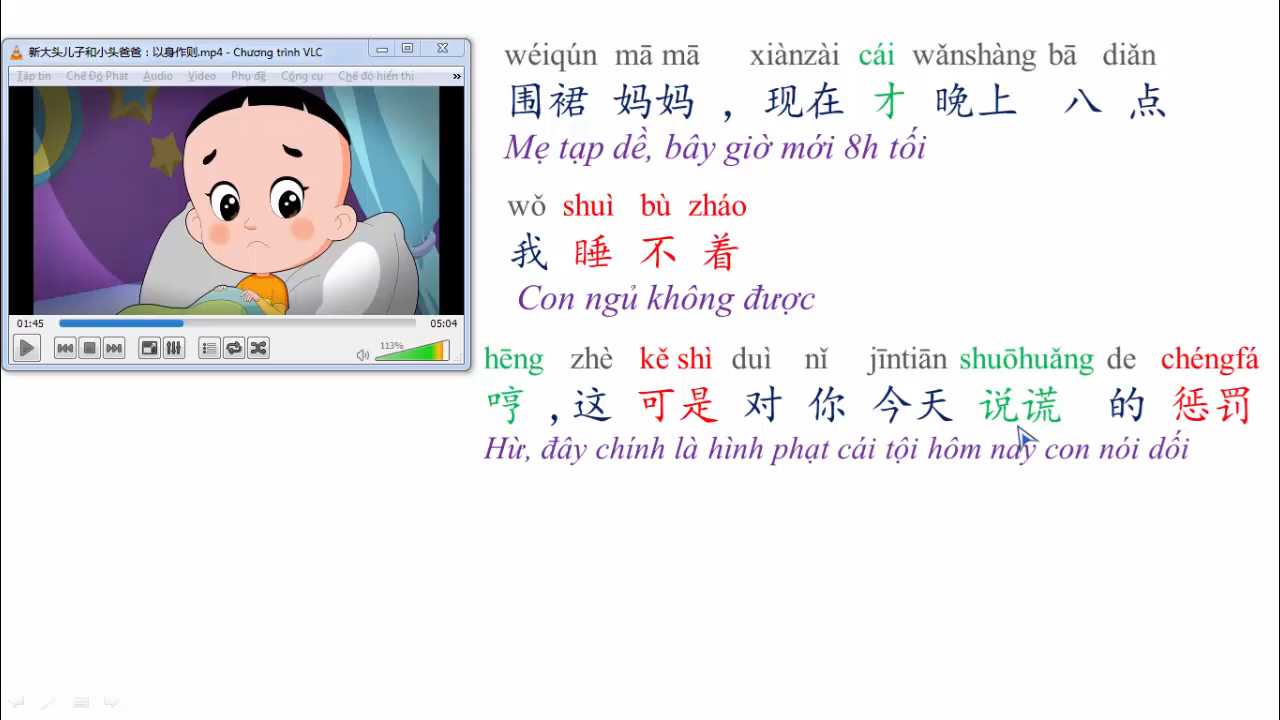 新大头儿子和小头爸爸：以身作则.mp4 - Chương trình VLC
Tập tin Chế Độ Phát Audio Video Phụ đề Công cụ Chế độ hiển thị »
01:45 05:04
113%
wéiqún mā mā xiànzài cái wǎnshàng bā diǎn
围裙 妈妈 ，现在 才 晚上 八 点
Mẹ tạp dề, bây giờ mới 8h tối
wǒ shuì bù zháo
我 睡 不 着
Con ngủ không được
hēng zhè kě shì duì nǐ jīntiān shuōhuǎng de chéngfá
哼 ,这 可是 对 你 今天 说谎 的 惩罚
Hừ, đây chính là hình phạt cái tội hôm nay con nói dối